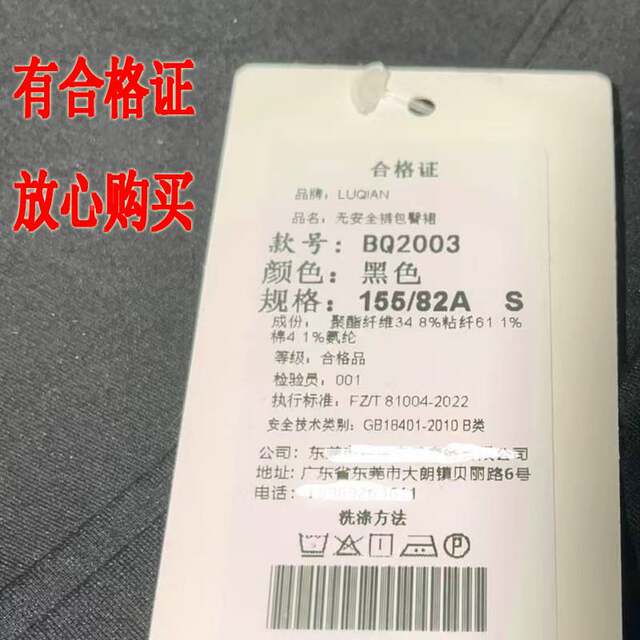 有合格证
放心购买
合格证
品牌：LUQIAN
品名：无安全裤包臀裙
款号：BQ2003
颜色：黑色
规格：155/82A S
成份：聚酯纤维34.8%粘纤61.1%
棉4.1%氨纶
等级：合格品
检验员：001
执行标准：FZ/T 81004-2022
安全技术类别：GB18401-2010 B类
公司：东莞市
地址：广东省东莞市大朗镇贝丽路6号
电话：
洗涤方法
P